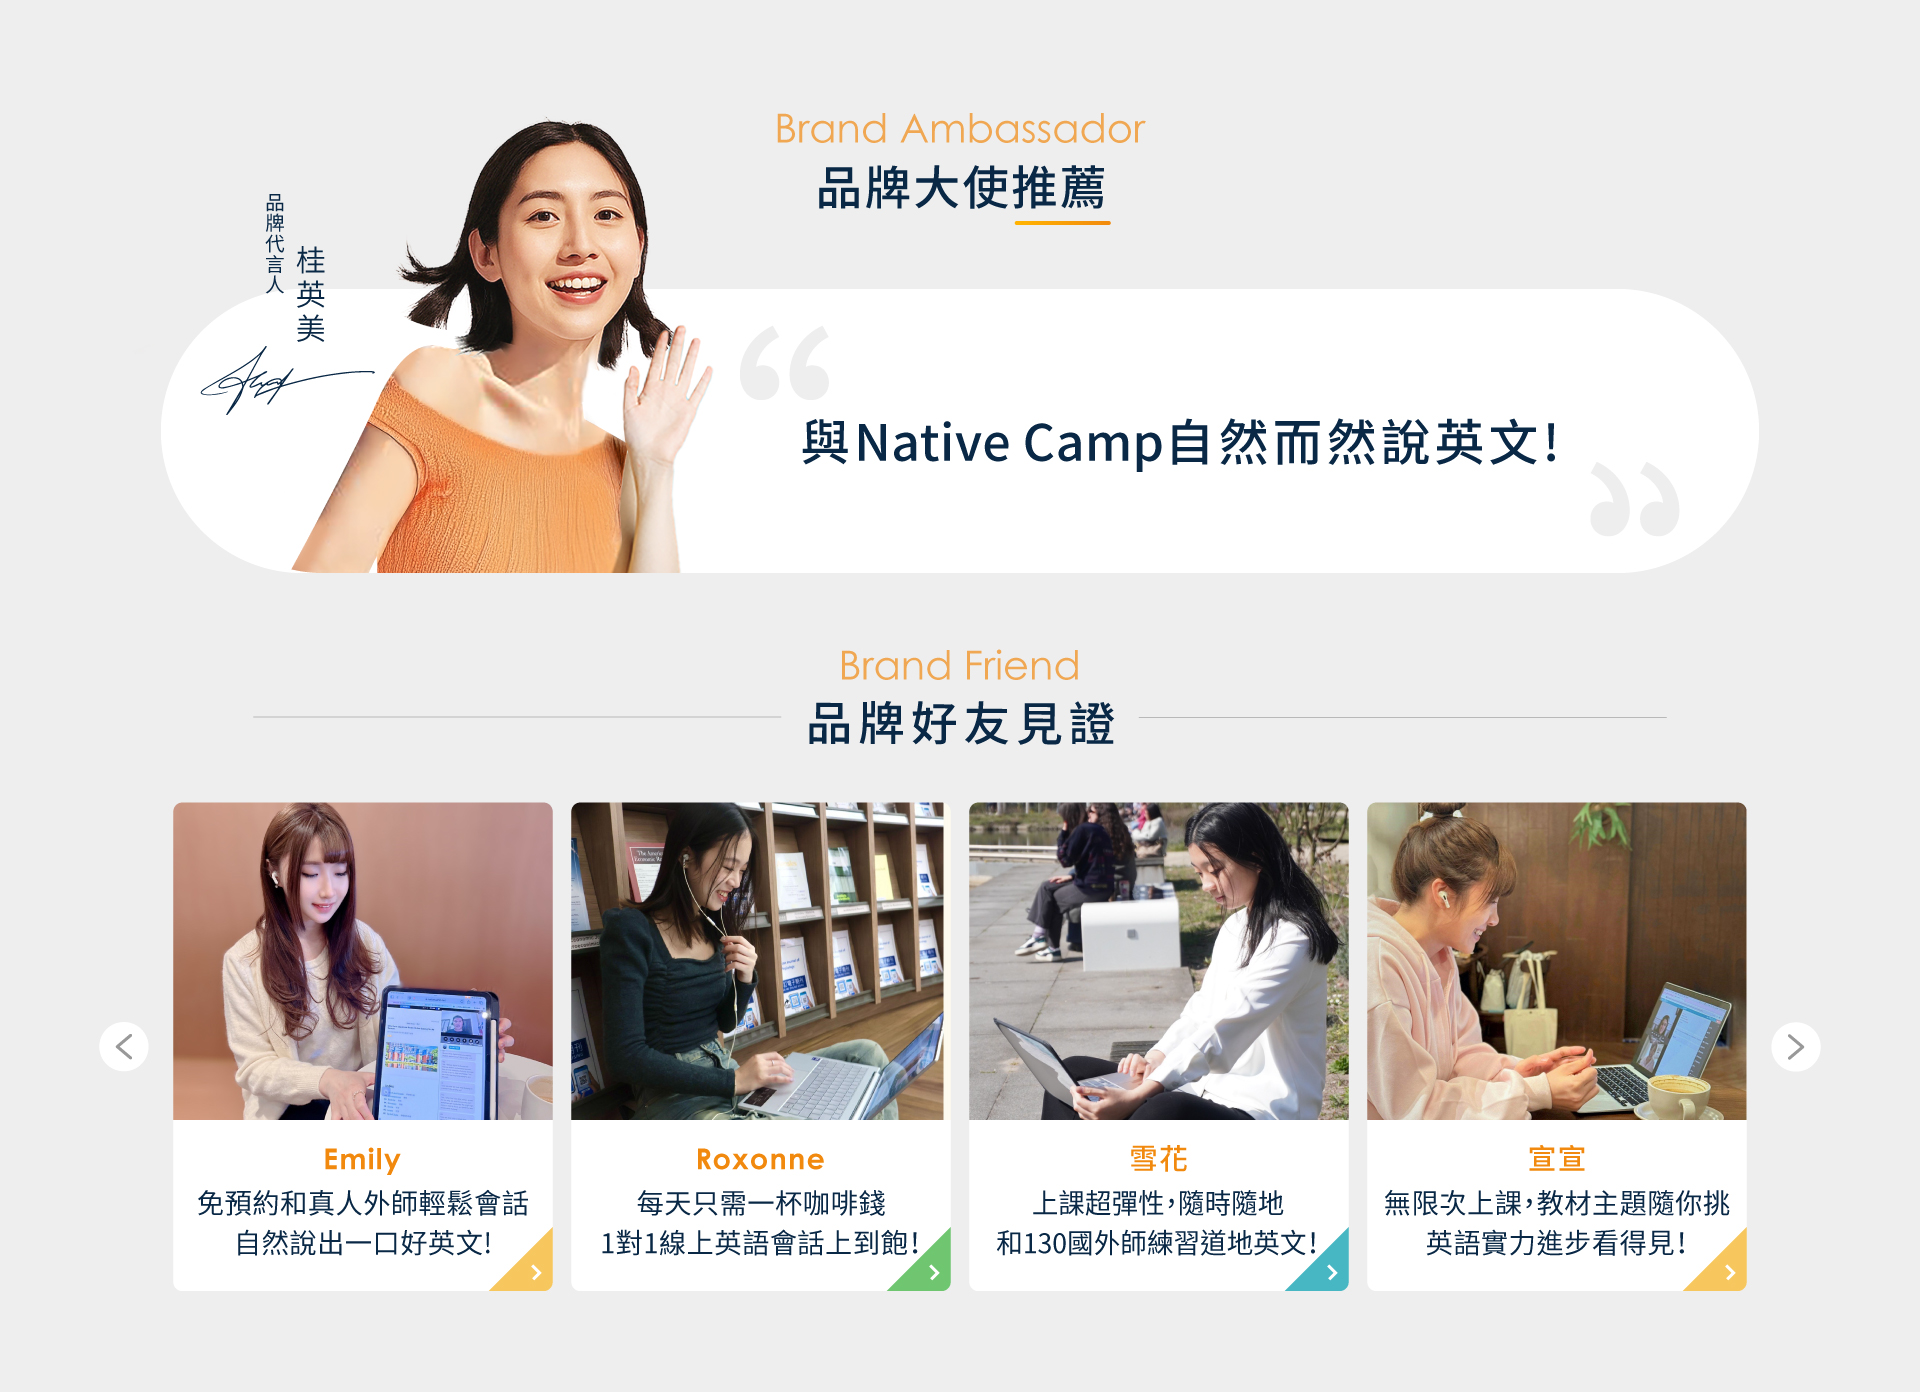 Brand Ambassador
品牌大使推薦
品牌代言人
桂英美
與Native Camp自然而然說英文!
Brand Friend
品牌好友見證
Emily
免預約和真人外師輕鬆會話
自然說出一口好英文!
Roxonne
每天只需一杯咖啡錢
1對1線上英語會話上到飽!
雪花
上課超彈性,隨時隨地
和130國外師練習道地英文!
宣宣
無限次上課,教材主題隨你挑
英語實力進步看得見!